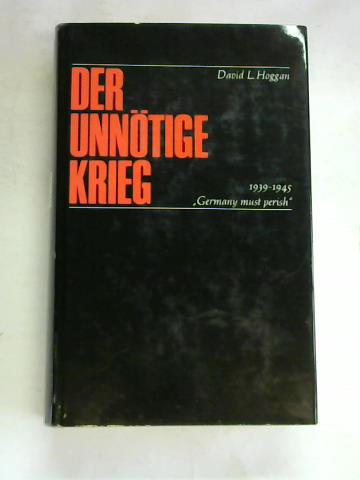 David L. Hoggan
DER
UNNÖTIGE
KRIEG
1939-1945
„Germany must perish“